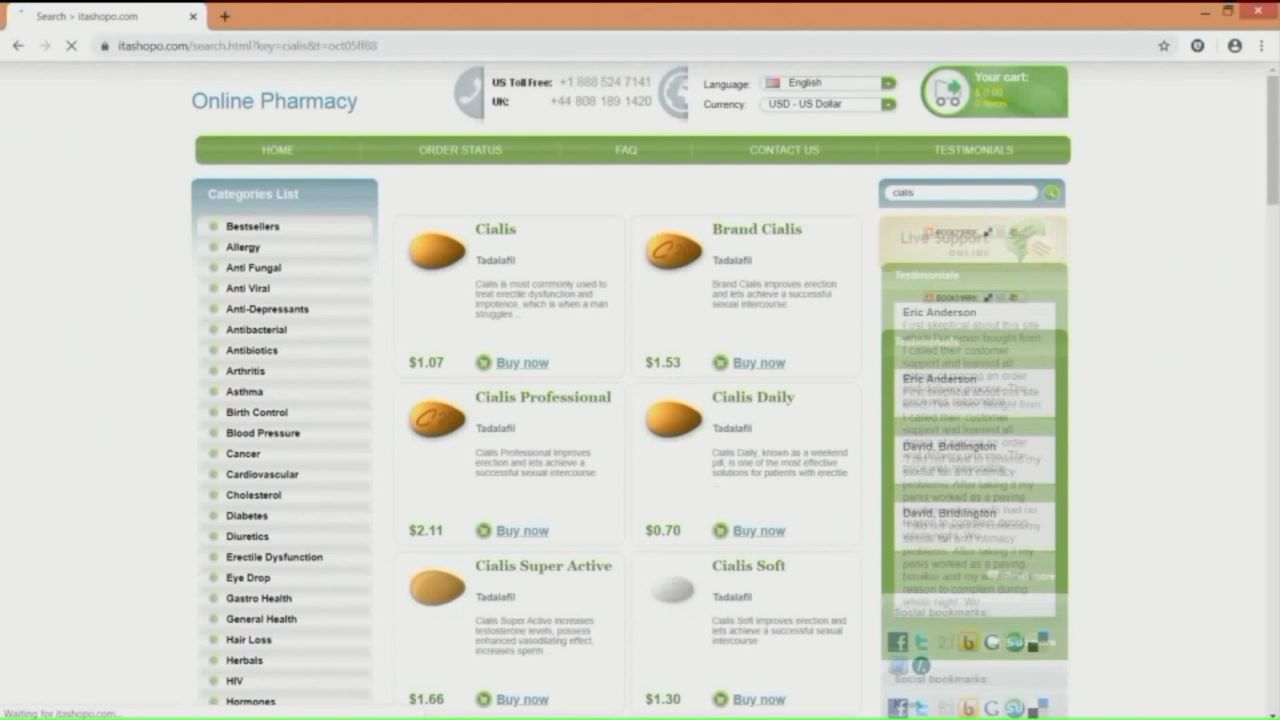 Search > itashopo.com
itashopo.com/search.html?key=cialis&t=oct05ff88
Online Pharmacy
US Toll Free: +1 888 524 7141
UK: +44 808 189 1420
Language: English
Currency: USD - US Dollar
Your cart:
$ 0.00
0 items
HOME ORDER STATUS FAQ CONTACT US TESTIMONIALS
Categories List
Bestsellers
Allergy
Anti Fungal
Anti Viral
Anti-Depressants
Antibacterial
Antibiotics
Arthritis
Asthma
Birth Control
Blood Pressure
Cancer
Cardiovascular
Cholesterol
Diabetes
Diuretics
Erectile Dysfunction
Eye Drop
Gastro Health
General Health
Hair Loss
Herbals
HIV
Hormones
Cialis
Tadalafil
Cialis is most commonly used to
treat erectile dysfunction and
impotence, which is when a man
struggles ...
$1.07 Buy now
Brand Cialis
Tadalafil
Brand Cialis improves erection
and lets achieve a successful
sexual intercourse.
$1.53 Buy now
Cialis Professional
Tadalafil
Cialis Professional improves
erection and lets achieve a
successful sexual intercourse.
$2.11 Buy now
Cialis Daily
Tadalafil
Cialis Daily, known as a weekend
pill, is one of the most effective
solutions for patients with erectile
...
$0.70 Buy now
Cialis Super Active
Tadalafil
Cialis Super Active increases
testosterone levels, possess
enhanced vasodilating effect,
increases sperm ...
$1.66 Buy now
Cialis Soft
Tadalafil
Cialis Soft improves erection and
lets achieve a successful sexual
intercourse.
$1.30 Buy now
cialis
Live Support
ONLINE
Testimonials
Eric Anderson
Testimonials
Eric Anderson
David, Bridlington
David, Bridlington
Social bookmarks:
Social bookmarks:
Waiting for itashopo.com...